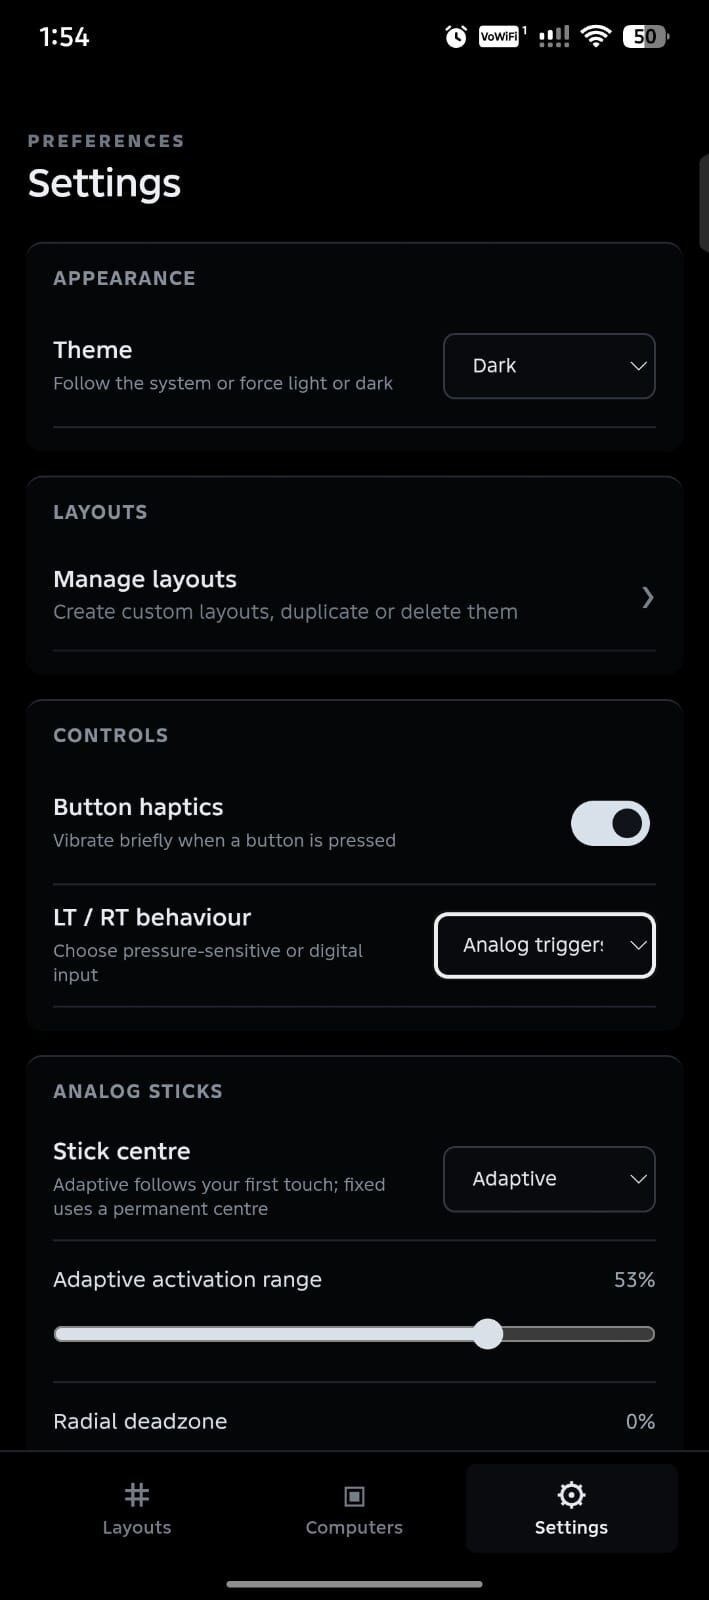 1:54
VoWiFi 1
50
PREFERENCES
Settings
APPEARANCE
Theme
Follow the system or force light or dark
Dark
LAYOUTS
Manage layouts
Create custom layouts, duplicate or delete them
CONTROLS
Button haptics
Vibrate briefly when a button is pressed
LT / RT behaviour
Choose pressure-sensitive or digital
input
Analog trigger
ANALOG STICKS
Stick centre
Adaptive follows your first touch; fixed
uses a permanent centre
Adaptive
Adaptive activation range
53%
Radial deadzone
0%
Layouts
Computers
Settings